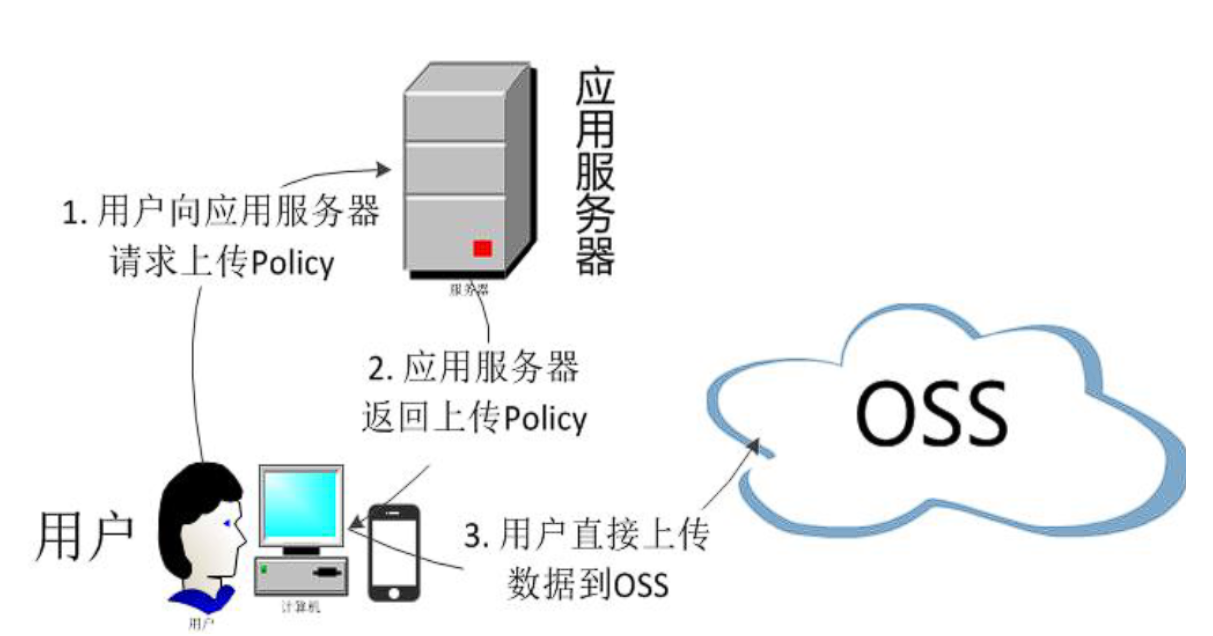 应用服务器
1. 用户向应用服务器
请求上传Policy
服务器
2. 应用服务器
返回上传Policy
OSS
用户
3. 用户直接上传
数据到OSS
计算机
用户